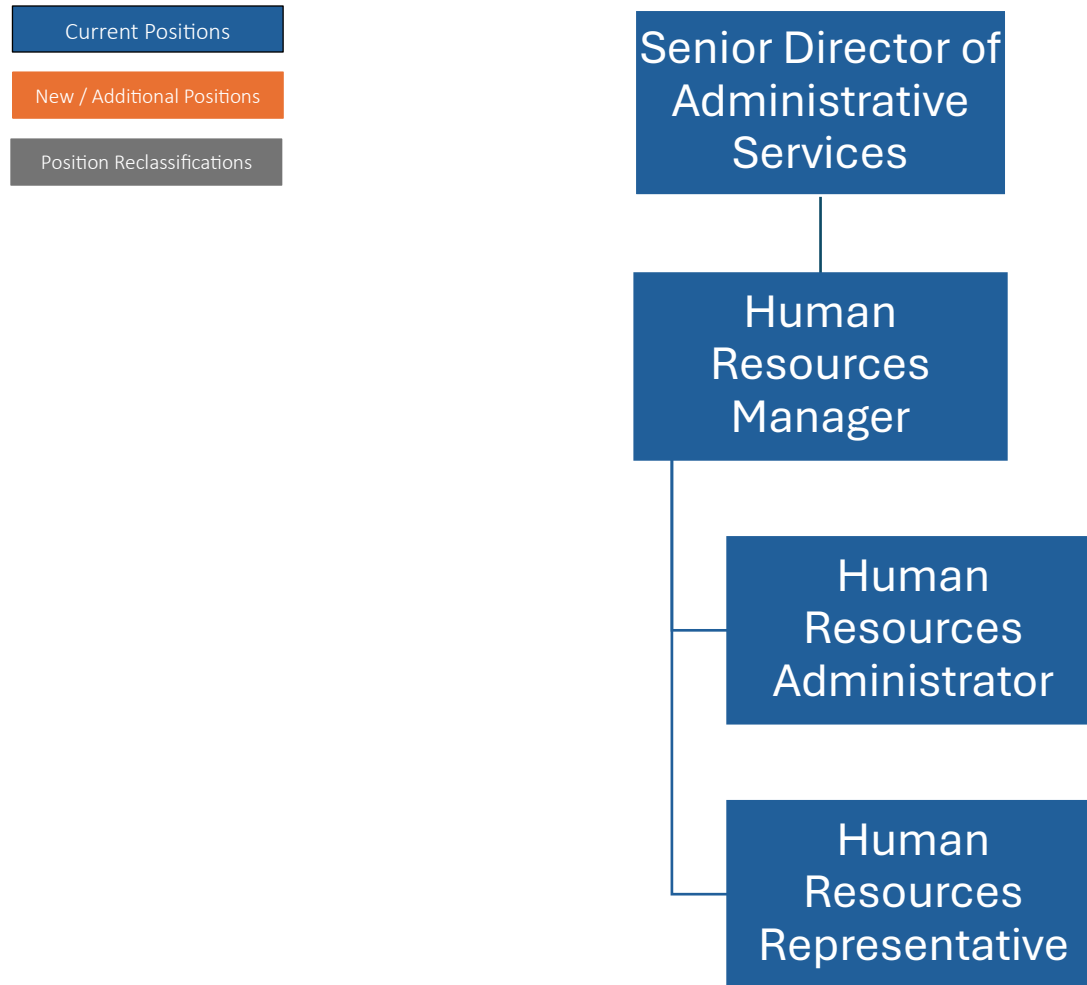 Current Positions
New / Additional Positions
Position Reclassifications
Senior Director of
Administrative
Services
Human
Resources
Manager
Human
Resources
Administrator
Human
Resources
Representative